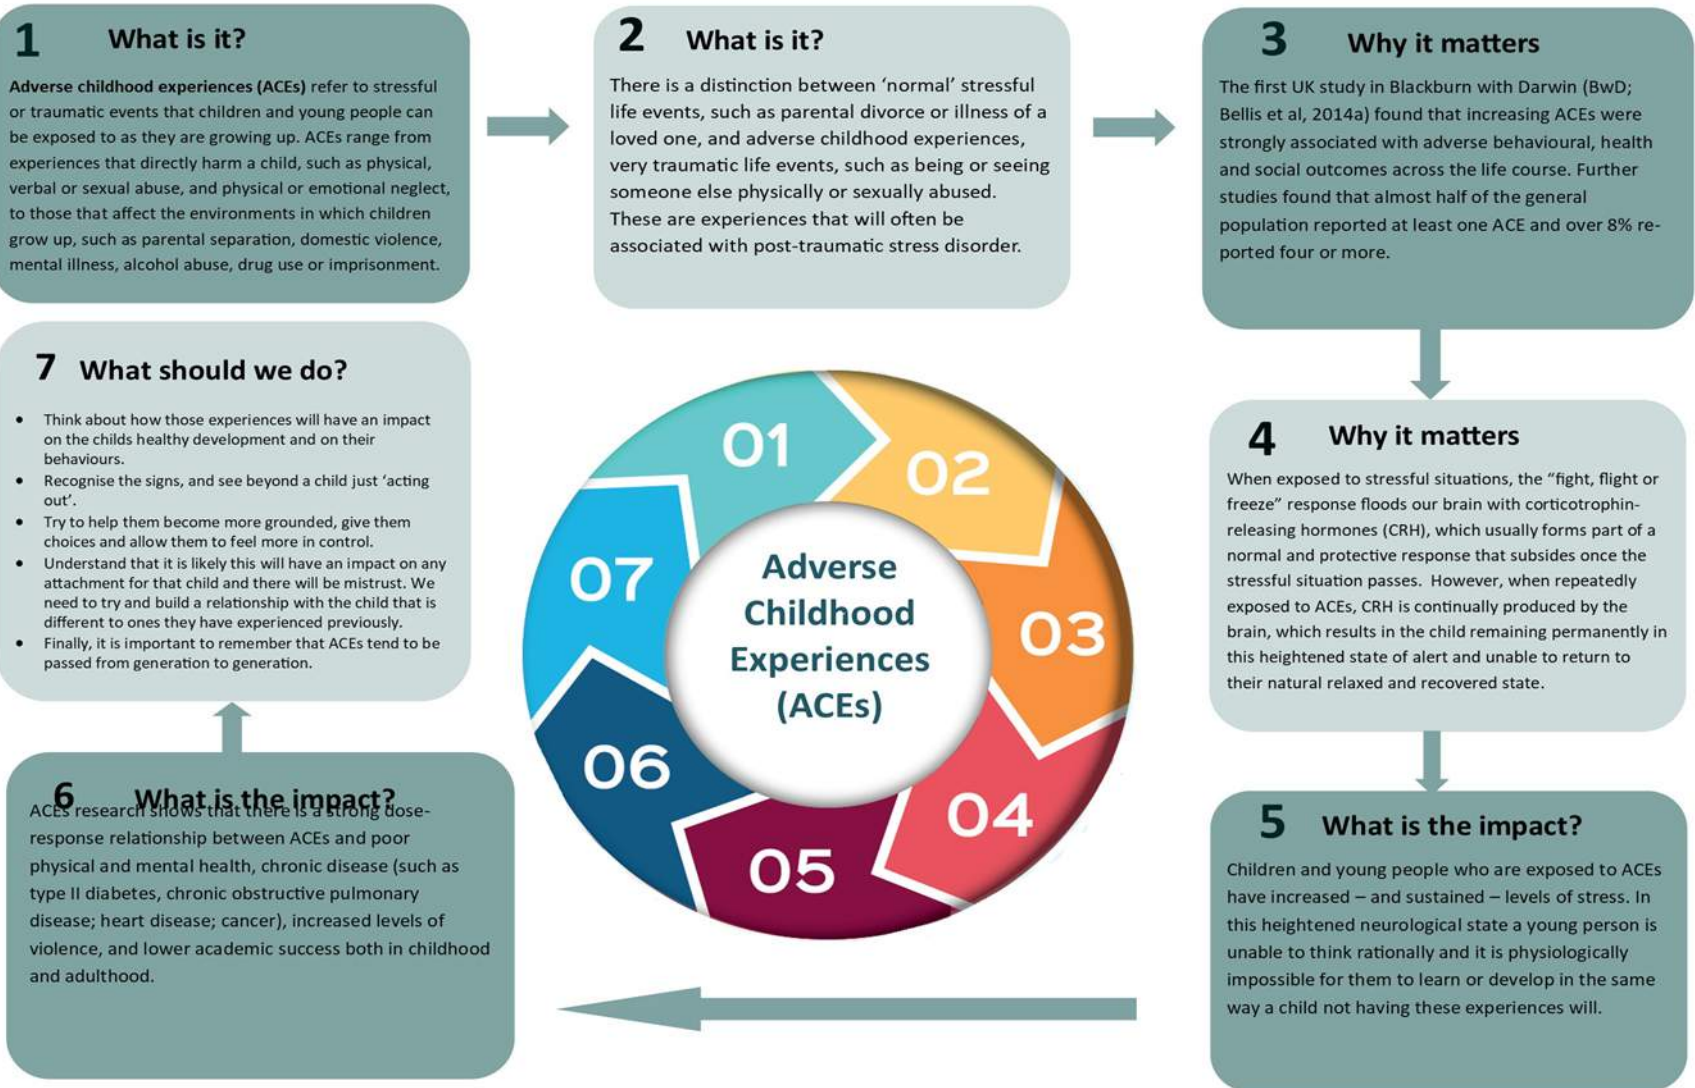 1 What is it?
Adverse childhood experiences (ACEs) refer to stressful
or traumatic events that children and young people can
be exposed to as they are growing up. ACEs range from
experiences that directly harm a child, such as physical,
verbal or sexual abuse, and physical or emotional neglect,
to those that affect the environments in which children
grow up, such as parental separation, domestic violence,
mental illness, alcohol abuse, drug use or imprisonment.
2 What is it?
There is a distinction between ‘normal’ stressful
life events, such as parental divorce or illness of a
loved one, and adverse childhood experiences,
very traumatic life events, such as being or seeing
someone else physically or sexually abused.
These are experiences that will often be
associated with post-traumatic stress disorder.
3 Why it matters
The first UK study in Blackburn with Darwin (BwD;
Bellis et al, 2014a) found that increasing ACEs were
strongly associated with adverse behavioural, health
and social outcomes across the life course. Further
studies found that almost half of the general
population reported at least one ACE and over 8% re-
ported four or more.
4 Why it matters
When exposed to stressful situations, the “fight, flight or
freeze” response floods our brain with corticotrophin-
releasing hormones (CRH), which usually forms part of a
normal and protective response that subsides once the
stressful situation passes. However, when repeatedly
exposed to ACEs, CRH is continually produced by the
brain, which results in the child remaining permanently in
this heightened state of alert and unable to return to
their natural relaxed and recovered state.
5 What is the impact?
Children and young people who are exposed to ACEs
have increased – and sustained – levels of stress. In
this heightened neurological state a young person is
unable to think rationally and it is physiologically
impossible for them to learn or develop in the same
way a child not having these experiences will.
6 What is the impact?
ACEs research shows that there is a strong dose-
response relationship between ACEs and poor
physical and mental health, chronic disease (such as
type II diabetes, chronic obstructive pulmonary
disease; heart disease; cancer), increased levels of
violence, and lower academic success both in childhood
and adulthood.
7 What should we do?
• Think about how those experiences will have an impact
on the childs healthy development and on their
behaviours.
• Recognise the signs, and see beyond a child just ‘acting
out’.
• Try to help them become more grounded, give them
choices and allow them to feel more in control.
• Understand that it is likely this will have an impact on any
attachment for that child and there will be mistrust. We
need to try and build a relationship with the child that is
different to ones they have experienced previously.
• Finally, it is important to remember that ACEs tend to be
passed from generation to generation.
01
02
03
04
05
06
07
Adverse
Childhood
Experiences
(ACEs)